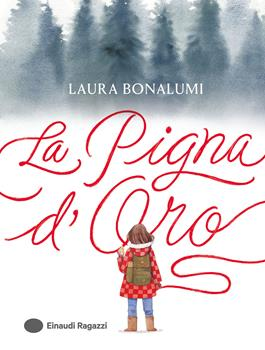 LAURA BONALUMI
La Pigna
d'Oro
Einaudi Ragazzi